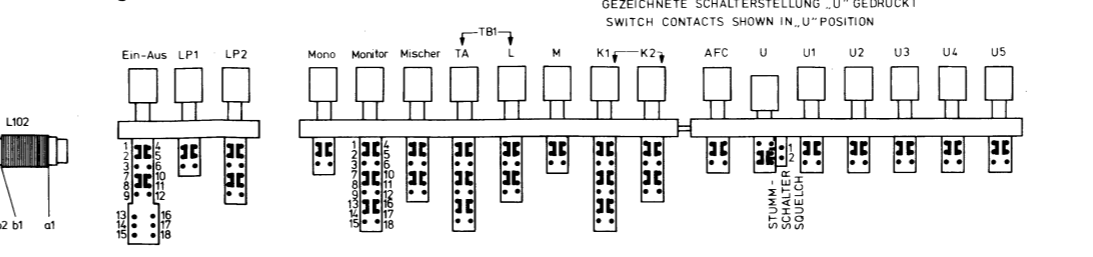 GEZEICHNETE SCHALTERSTELLUNG „U" GEDRÜCKT
SWITCH CONTACTS SHOWN IN „U" POSITION
TB1
Ein-Aus LP1 LP2 Mono Monitor Mischer TA L M K1 K2 AFC U U1 U2 U3 U4 U5
L102
1 4
2 5
3 6
7 10
8 11
9 12
13 16
14 17
15 18
1 4
2 5
3 6
7 10
8 11
9 12
13 16
14 17
15 18
1
2
STUMM-
SCHALTER
SQUELCH
b1 a1